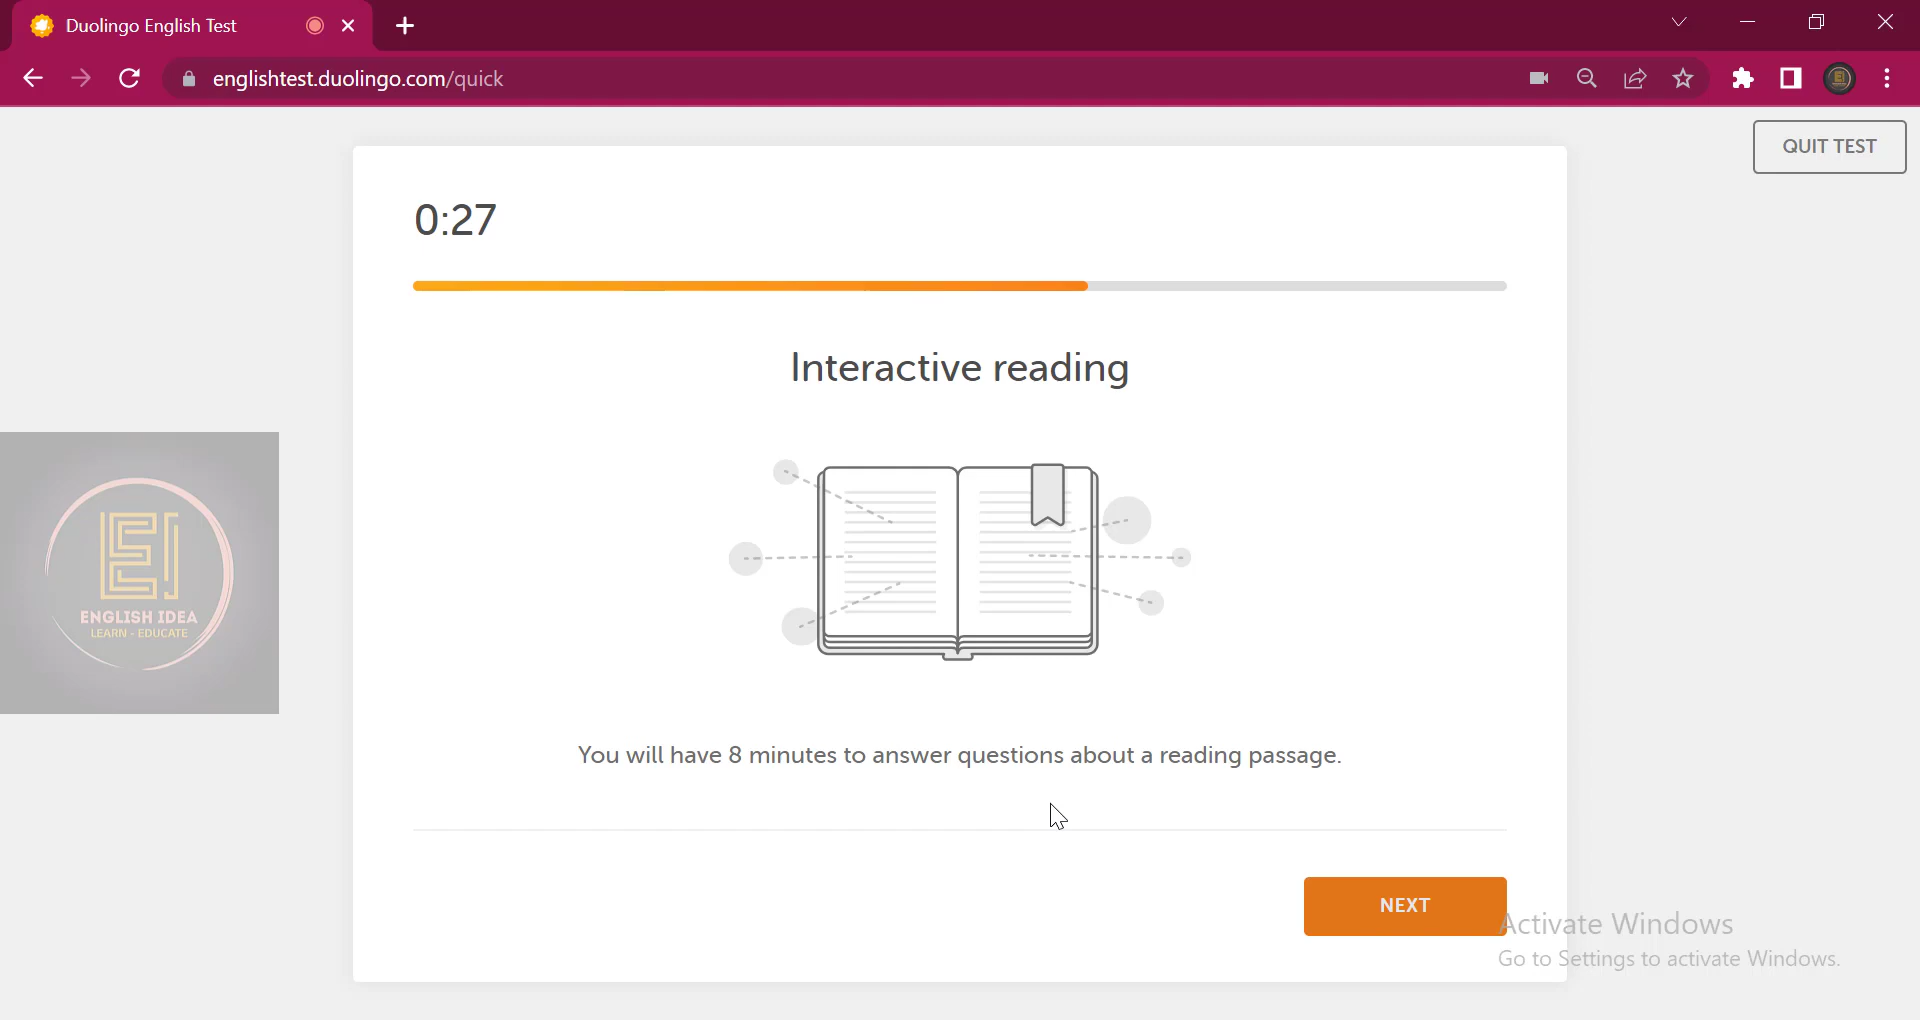 Duolingo English Test
englishtest.duolingo.com/quick
QUIT TEST
0:27
Interactive reading
EI
ENGLISH IDEA
LEARN - EDUCATE
You will have 8 minutes to answer questions about a reading passage.
NEXT
Activate Windows
Go to Settings to activate Windows.